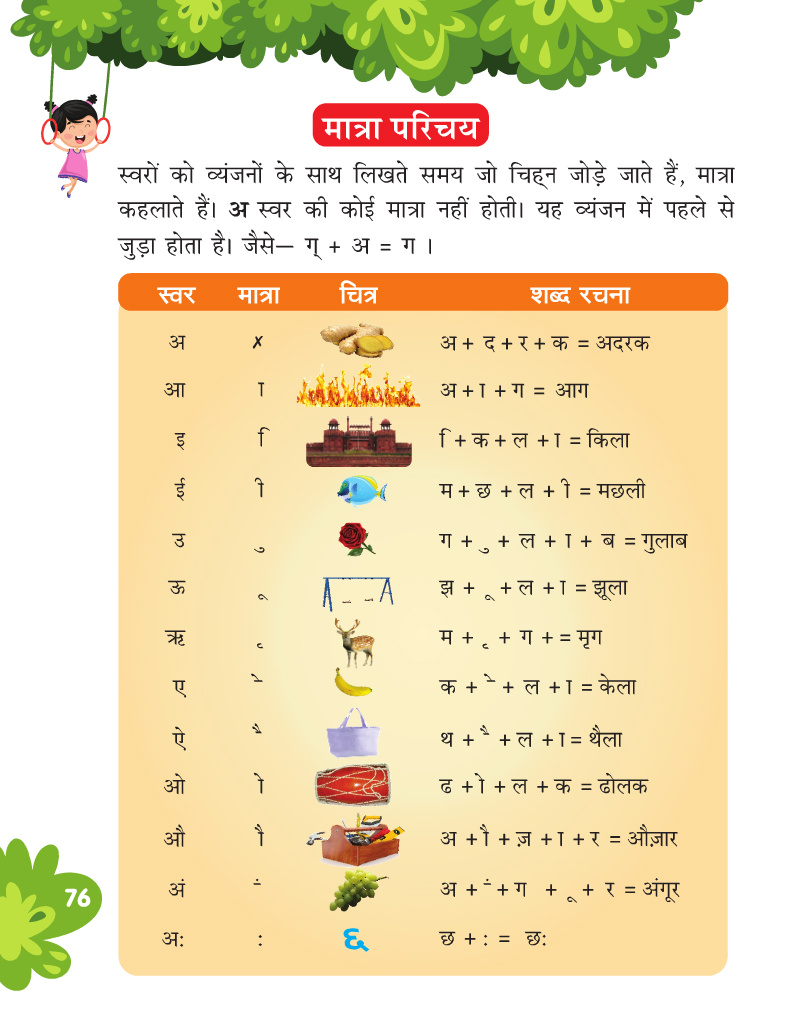 मात्रा परिचय
स्वरों को व्यंजनों के साथ लिखते समय जो चिह्न जोड़े जाते हैं, मात्रा
कहलाते हैं। अ स्वर की कोई मात्रा नहीं होती। यह व्यंजन में पहले से
जुड़ा होता है। जैसे— ग् + अ = ग ।
स्वर मात्रा चित्र शब्द रचना
अ ✗ अ + द + र + क = अदरक
आ ा अ + ा + ग = आग
इ ि ि + क + ल + ा = किला
ई ी म + छ + ल + ी = मछली
उ ु ग + ु + ल + ा + ब = गुलाब
ऊ ू झ + ू + ल + ा = झूला
ऋ ृ म + ृ + ग + = मृग
ए े क + े + ल + ा = केला
ऐ ै थ + ै + ल + ा = थैला
ओ ो ढ + ो + ल + क = ढोलक
औ ौ अ + ौ + ज़ + ा + र = औज़ार
अं ं अ + ं + ग + ू + र = अंगूर
अः ः ६ छ + ः = छः
76